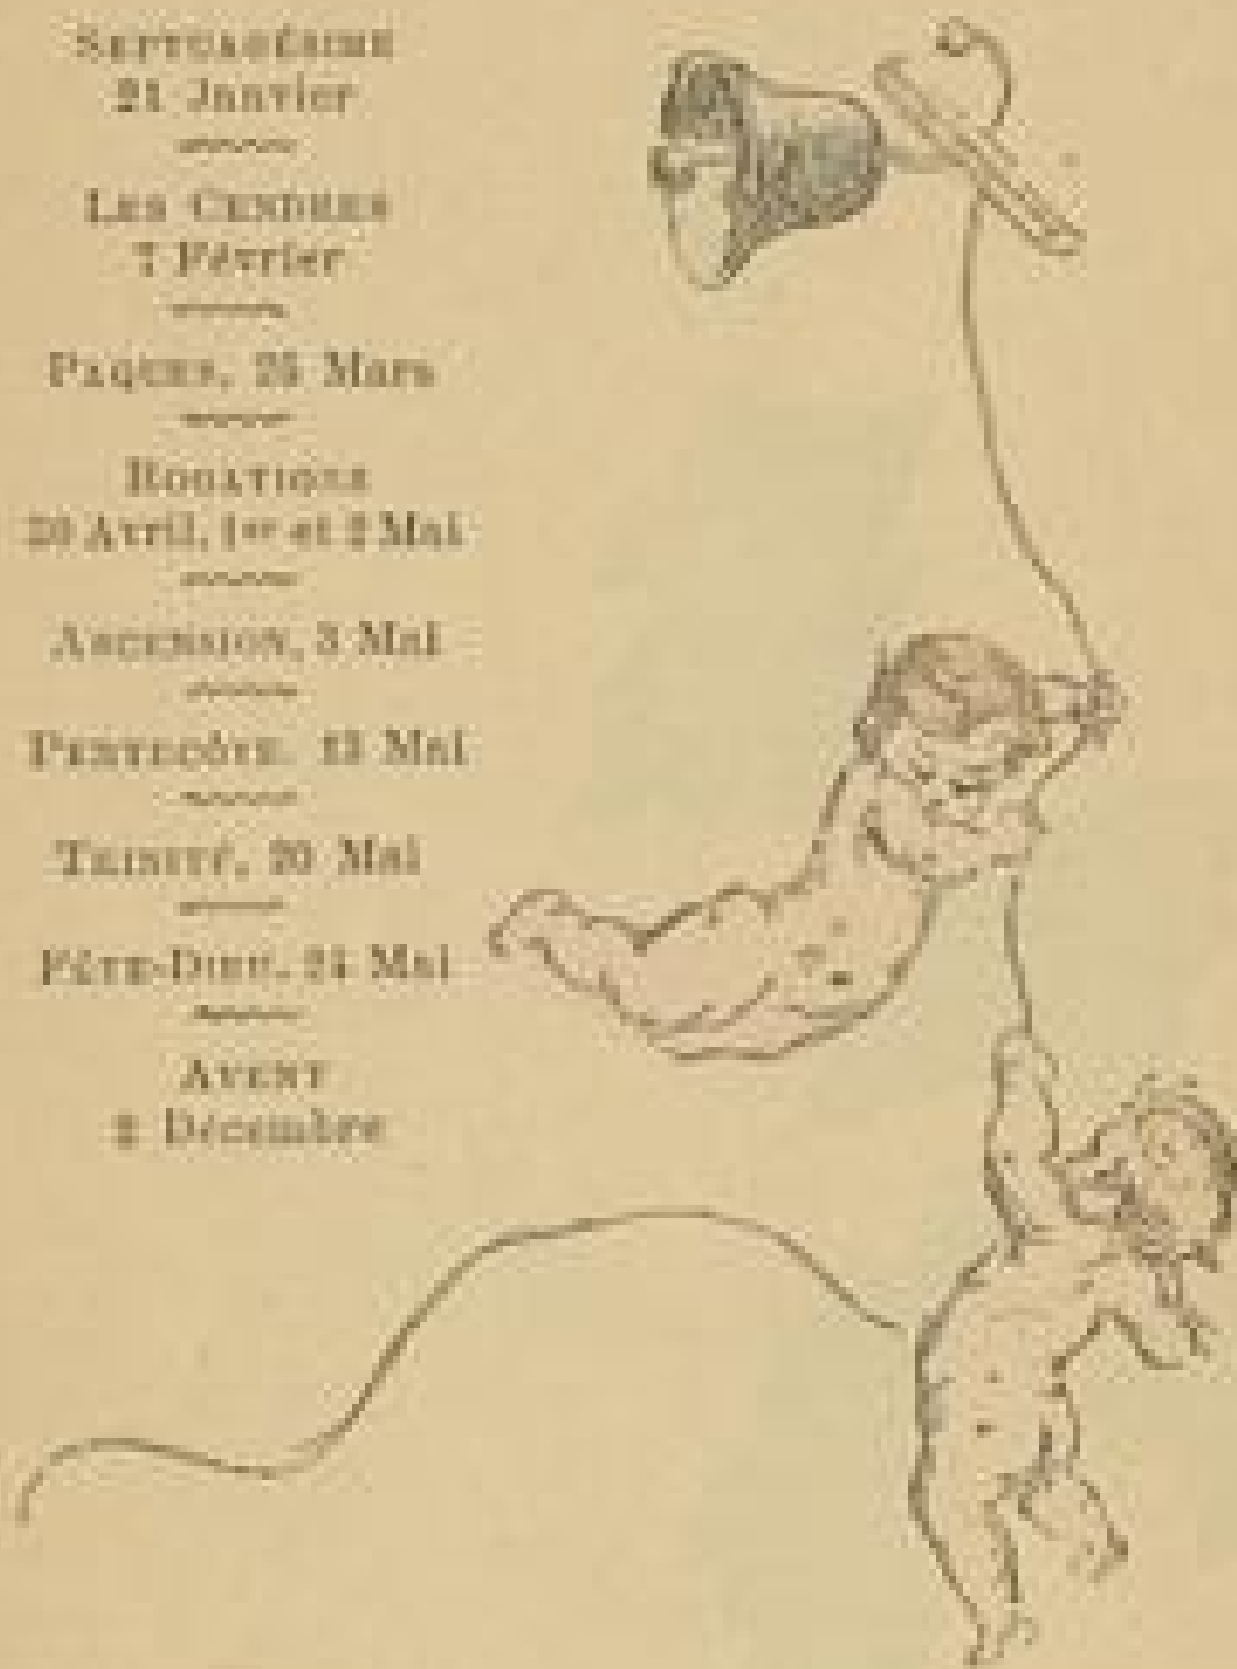 SEPTUAGÉSIME
21 Janvier
LES CENDRES
7 Février
PAQUES, 25 Mars
ROGATIONS
30 Avril, 1er et 2 Mai
ASCENSION, 3 Mai
PENTECÔTE. 13 Mai
TRINITÉ, 20 Mai
FÊTE-DIEU. 24 Mai
AVENT
2 Décembre